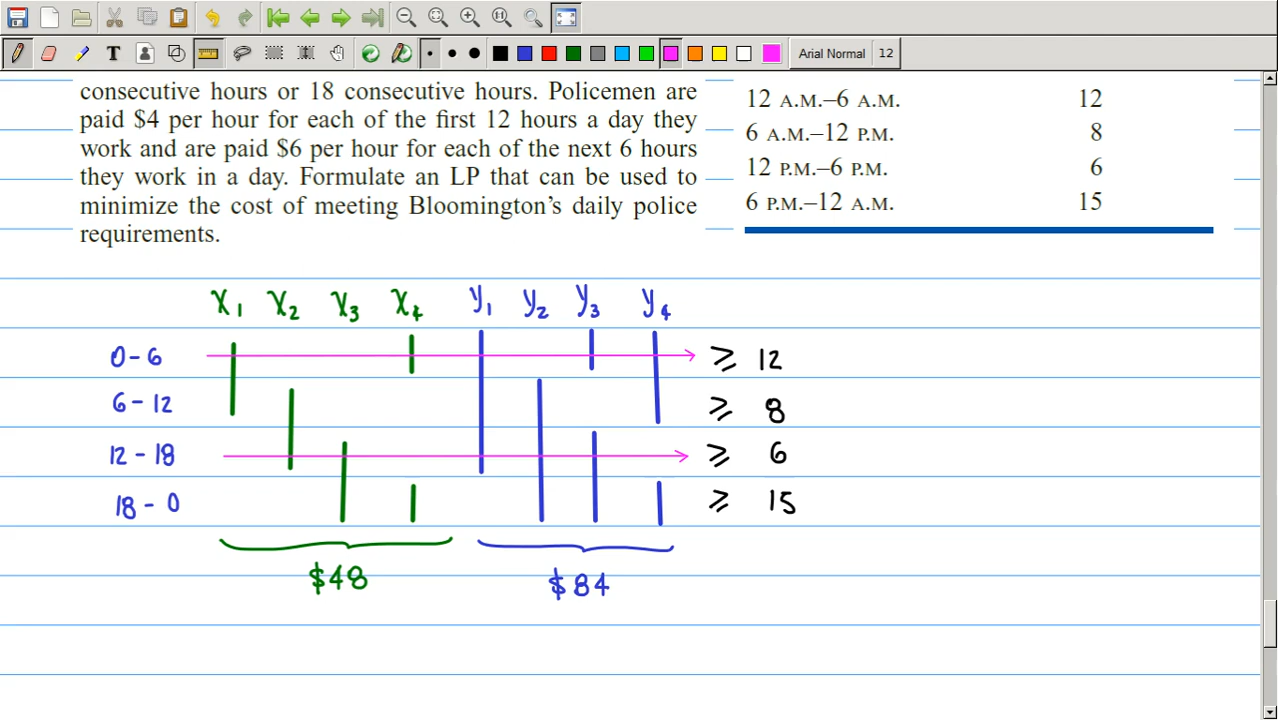 Arial Normal 12
consecutive hours or 18 consecutive hours. Policemen are
paid $4 per hour for each of the first 12 hours a day they
work and are paid $6 per hour for each of the next 6 hours
they work in a day. Formulate an LP that can be used to
minimize the cost of meeting Bloomington's daily police
requirements.
12 A.M.–6 A.M. 12
6 A.M.–12 P.M. 8
12 P.M.–6 P.M. 6
6 P.M.–12 A.M. 15
x1 x2 x3 x4 y1 y2 y3 y4
0-6 ≥ 12
6-12 ≥ 8
12-18 ≥ 6
18-0 ≥ 15
$48 $84